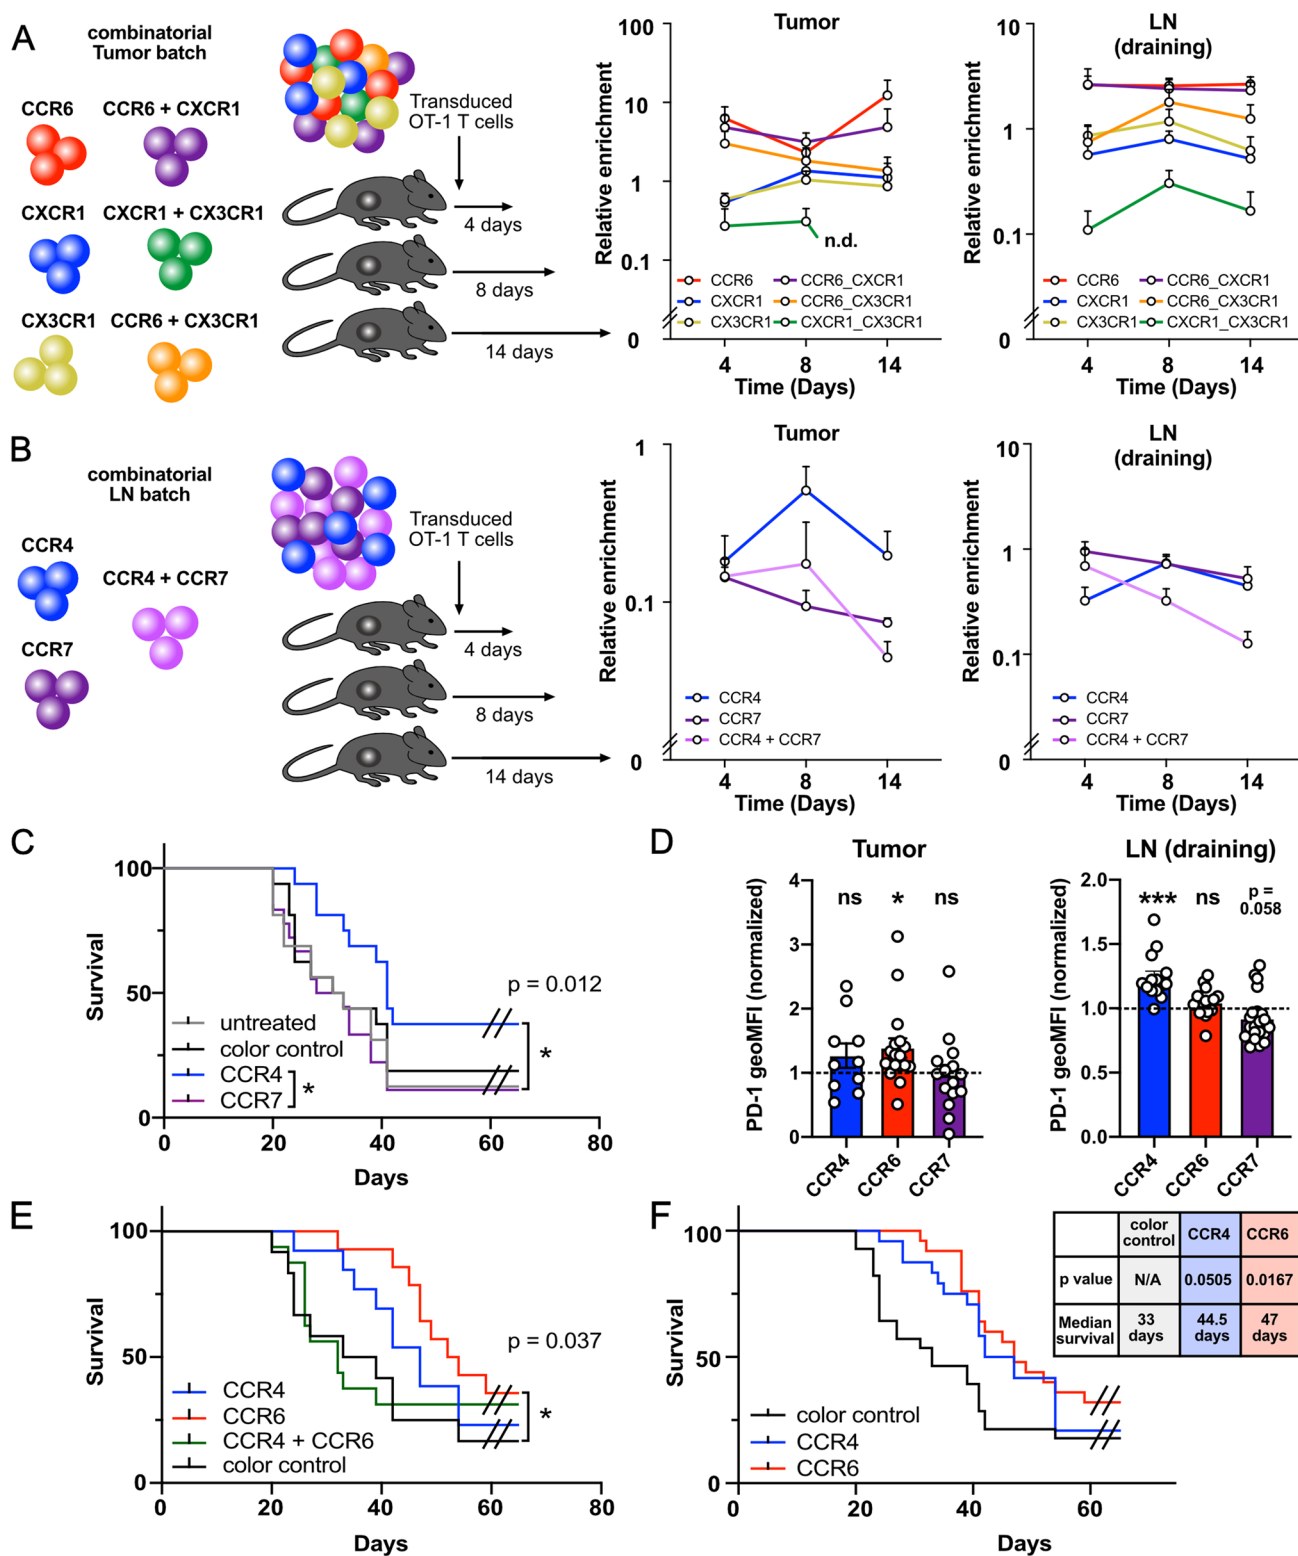 A
combinatorial
Tumor batch
CCR6
CCR6 + CXCR1
CXCR1
CXCR1 + CX3CR1
CX3CR1
CCR6 + CX3CR1
Transduced
OT-1 T cells
4 days
8 days
14 days
Tumor
Relative enrichment
100
10
1
0.1
0
n.d.
CCR6
CCR6_CXCR1
CXCR1
CCR6_CX3CR1
CX3CR1
CXCR1_CX3CR1
4
8
14
Time (Days)
LN
(draining)
Relative enrichment
10
1
0.1
0
CCR6
CCR6_CXCR1
CXCR1
CCR6_CX3CR1
CX3CR1
CXCR1_CX3CR1
4
8
14
Time (Days)
B
combinatorial
LN batch
CCR4
CCR4 + CCR7
CCR7
Transduced
OT-1 T cells
4 days
8 days
14 days
Tumor
Relative enrichment
1
0.1
0
CCR4
CCR7
CCR4 + CCR7
4
8
14
Time (Days)
LN
(draining)
Relative enrichment
10
1
0.1
0
CCR4
CCR7
CCR4 + CCR7
4
8
14
Time (Days)
C
Survival
100
50
0
p = 0.012
untreated
color control
CCR4
CCR7
*
*
0
20
40
60
80
Days
D
Tumor
PD-1 geoMFI (normalized)
4
3
2
1
0
ns
*
ns
CCR4
CCR6
CCR7
LN (draining)
PD-1 geoMFI (normalized)
2.0
1.5
1.0
0.5
0.0
***
ns
p =
0.058
CCR4
CCR6
CCR7
E
Survival
100
50
0
p = 0.037
*
CCR4
CCR6
CCR4 + CCR6
color control
0
20
40
60
80
Days
F
Survival
100
50
0
color control
CCR4
CCR6
0
20
40
60
Days
color
control
CCR4
CCR6
p value
N/A
0.0505
0.0167
Median
survival
33
days
44.5
days
47
days